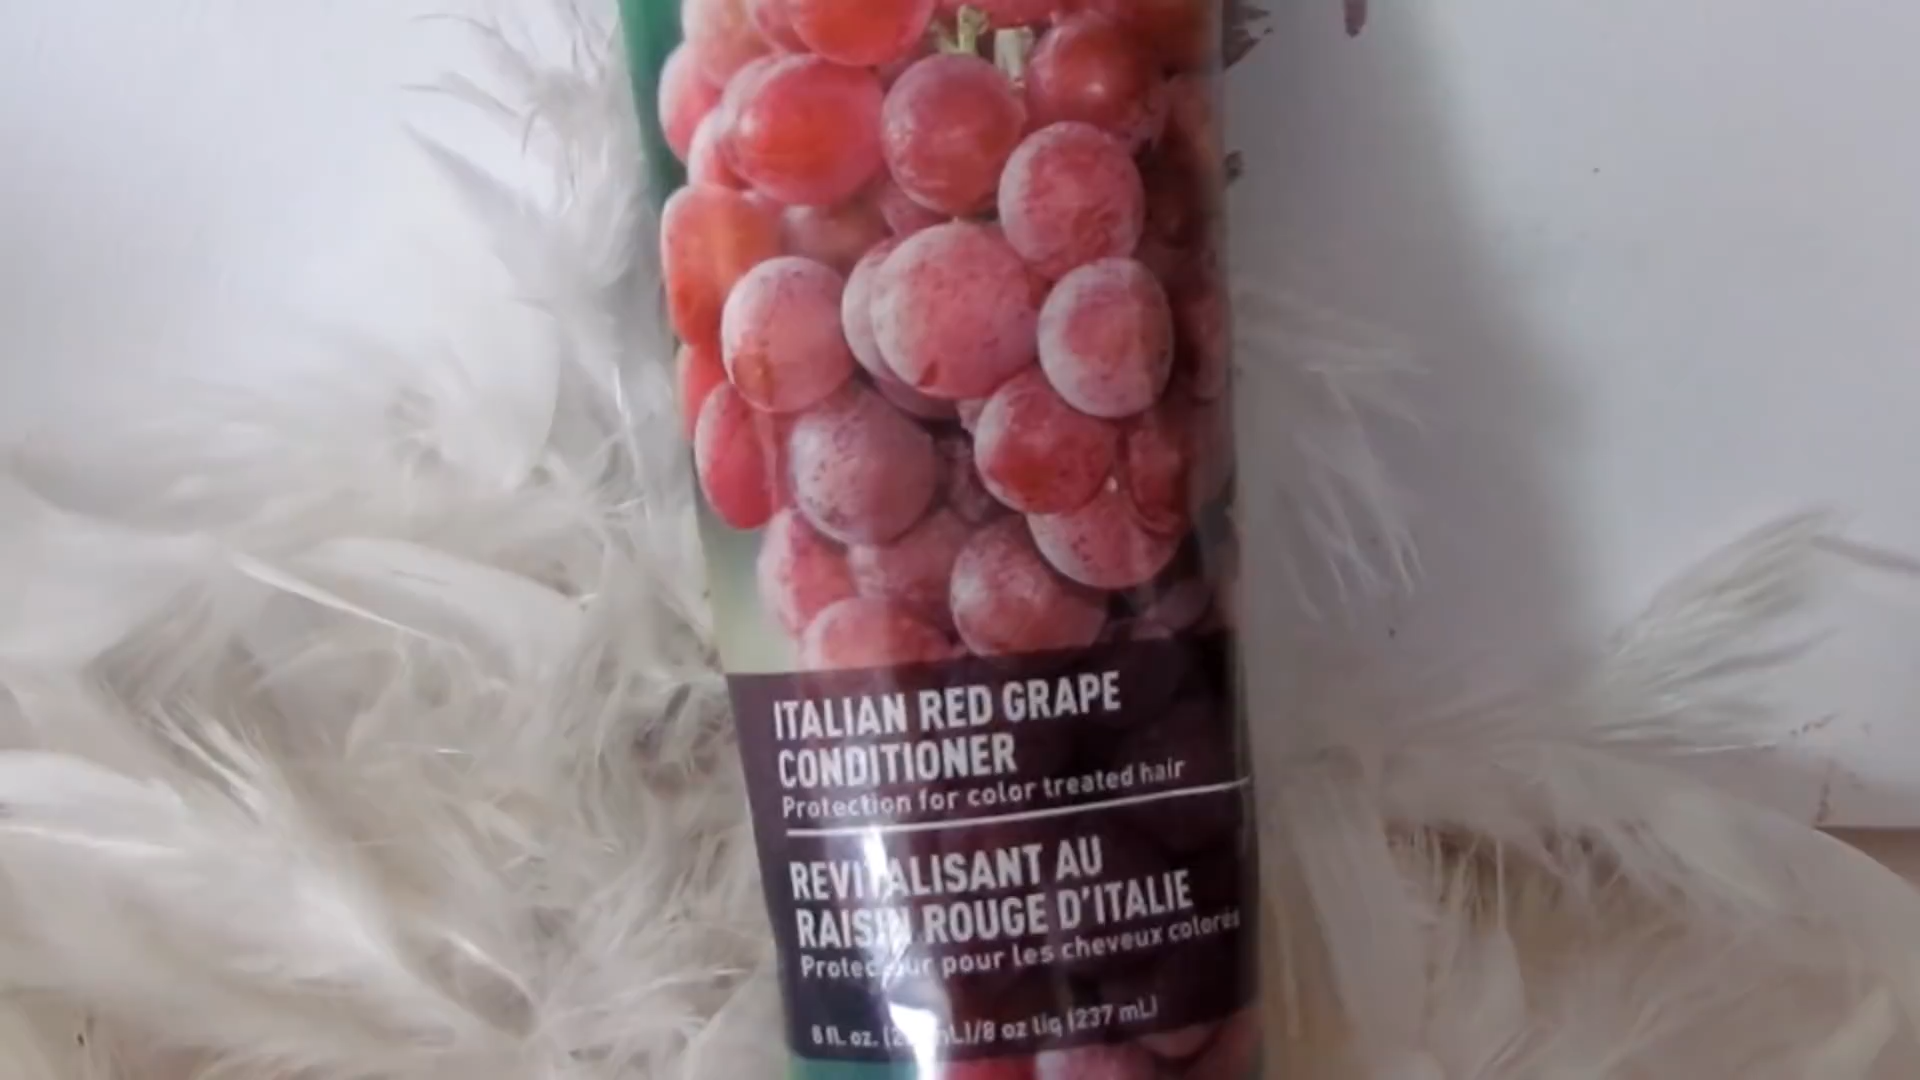 ITALIAN RED GRAPE
CONDITIONER
Protection for color treated hair
REVITALISANT AU
RAISIN ROUGE D'ITALIE
pour les cheveux colorés
8 fl. oz. /8 oz liq (237 mL)